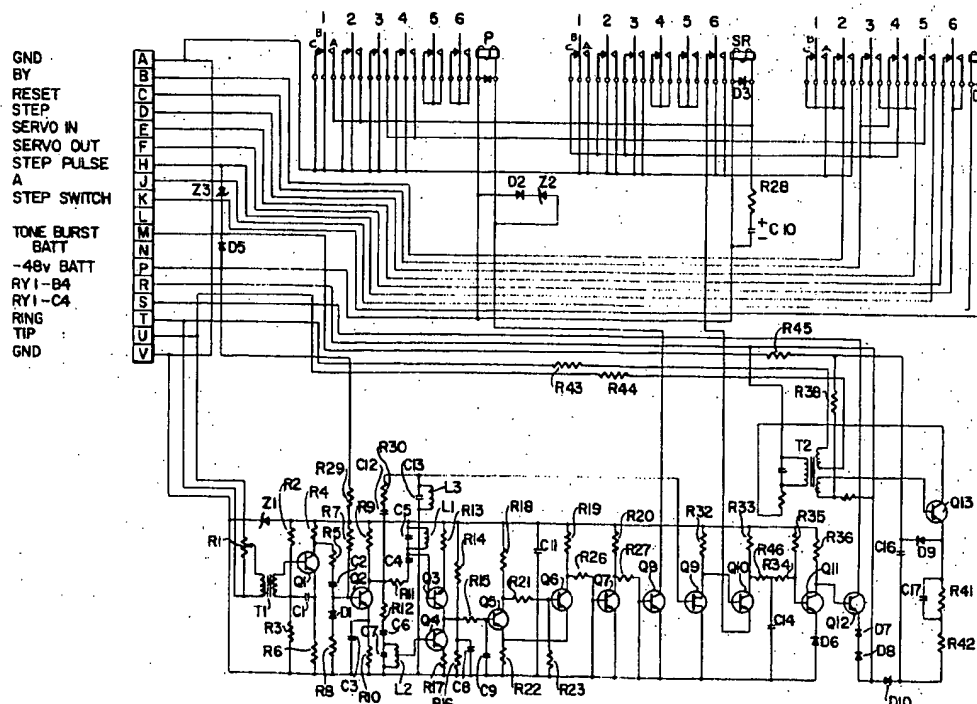 1 2 3 4 5 6 P
B
C A
1 2 3 4 5 6 SR
B
C A
1 2 3 4 5 6
B
C A
GND A
BY B
RESET C
STEP D
SERVO IN E
SERVO OUT F
STEP PULSE H
A J
STEP SWITCH K
L
TONE BURST M
BATT N
-48v BATT P
RY1-B4 R
RY1-C4 S
RING T
TIP U
GND V
D3
D
Z3
D2 Z2
R28
+
C10
-
D5
R45
R43
R44
R38
T2
R30
C12 C13
L3
R29
R2 R4
R7 R9
C5 L1 R13
R18 R19 R20 R32 R33 R35
Z1
R5
R14
R36
Q13
R1
C2
C4
C11
R26 R27
Q8 Q9 Q10
R46
R34
Q11
C16
D9
Q1
Q2
Q3
R15
R21
Q6
Q7
C17
R41
T1
C1
D1
R11
R12
Q5
C6
Q4
Q12
C14
D6
D7
D8
R42
R3
R6
C7
R8
C3
R10
L2
R17
R16
C8
C9
R22
R23
D10